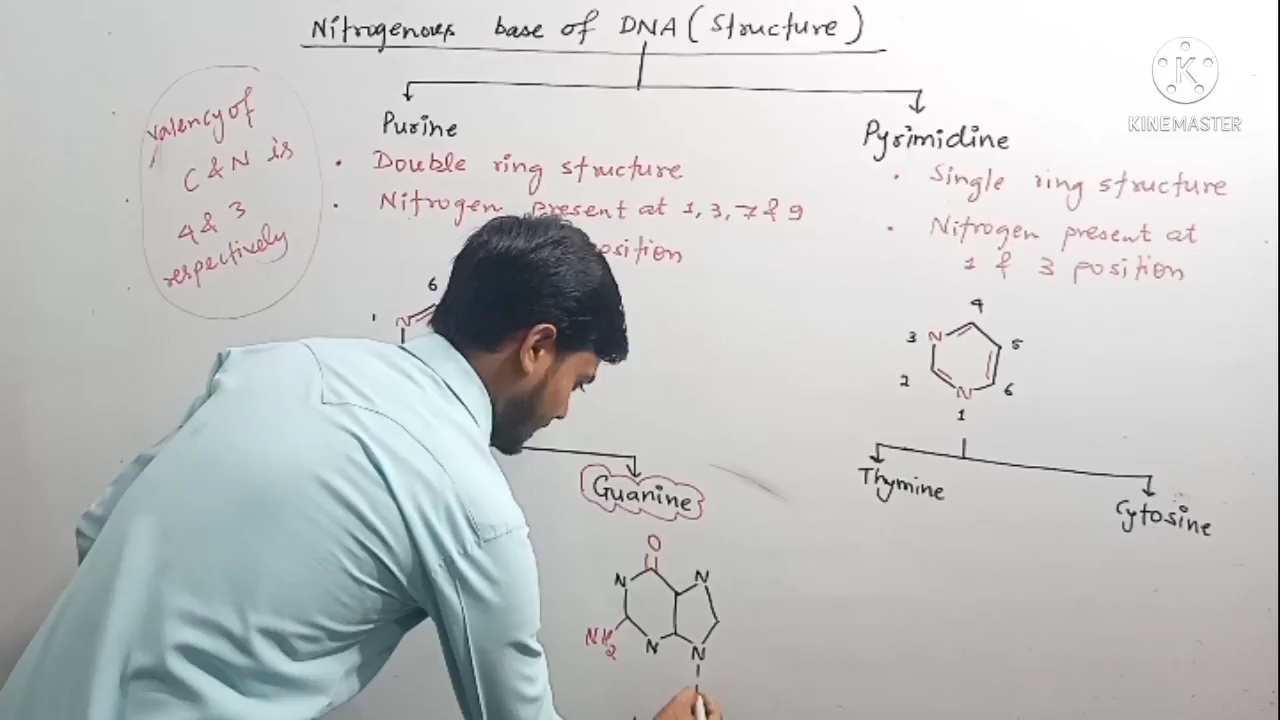 Nitrogenous base of DNA (Structure)
KINEMASTER
valency of
C & N is
4 & 3
respectively
Purine
• Double ring structure
• Nitrogen present at 1, 3, 7 & 9
position
6
1
N
Pyrimidine
• Single ring structure
• Nitrogen present at
1 & 3 position
4
3 N 5
2 6
N
1
Guanine
Thymine
Cytosine
O
N N
NH2 N N